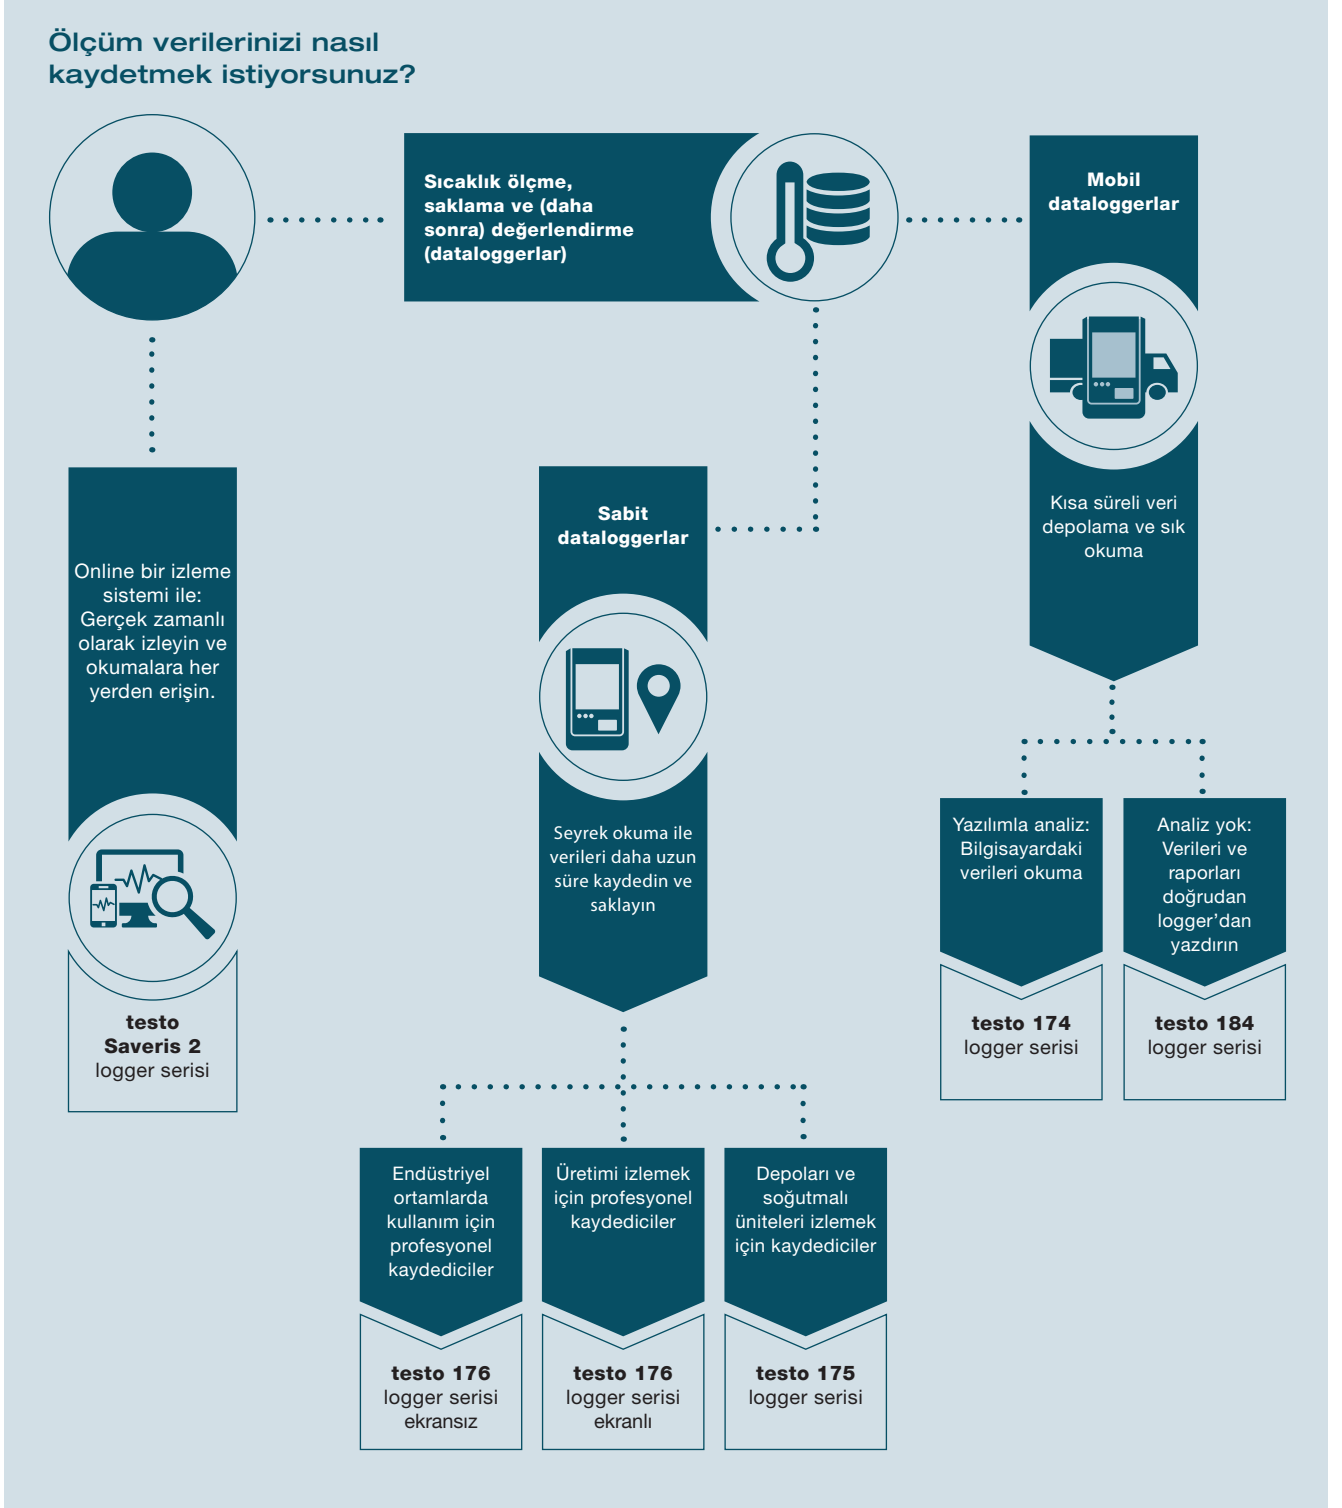 Ölçüm verilerinizi nasıl
kaydetmek istiyorsunuz?
Sıcaklık ölçme,
saklama ve (daha
sonra) değerlendirme
(dataloggerlar)
Mobil
dataloggerlar
Kısa süreli veri
depolama ve sık
okuma
Online bir izleme
sistemi ile:
Gerçek zamanlı
olarak izleyin ve
okumalara her
yerden erişin.
testo
Saveris 2
logger serisi
Sabit
dataloggerlar
Seyrek okuma ile
verileri daha uzun
süre kaydedin ve
saklayın
Yazılımla analiz:
Bilgisayardaki
verileri okuma
testo 174
logger serisi
Analiz yok:
Verileri ve
raporları
doğrudan
logger’dan
yazdırın
testo 184
logger serisi
Endüstriyel
ortamlarda
kullanım için
profesyonel
kaydediciler
testo 176
logger serisi
ekransız
Üretimi izlemek
için profesyonel
kaydediciler
testo 176
logger serisi
ekranlı
Depoları ve
soğutmalı
üniteleri izlemek
için kaydediciler
testo 175
logger serisi